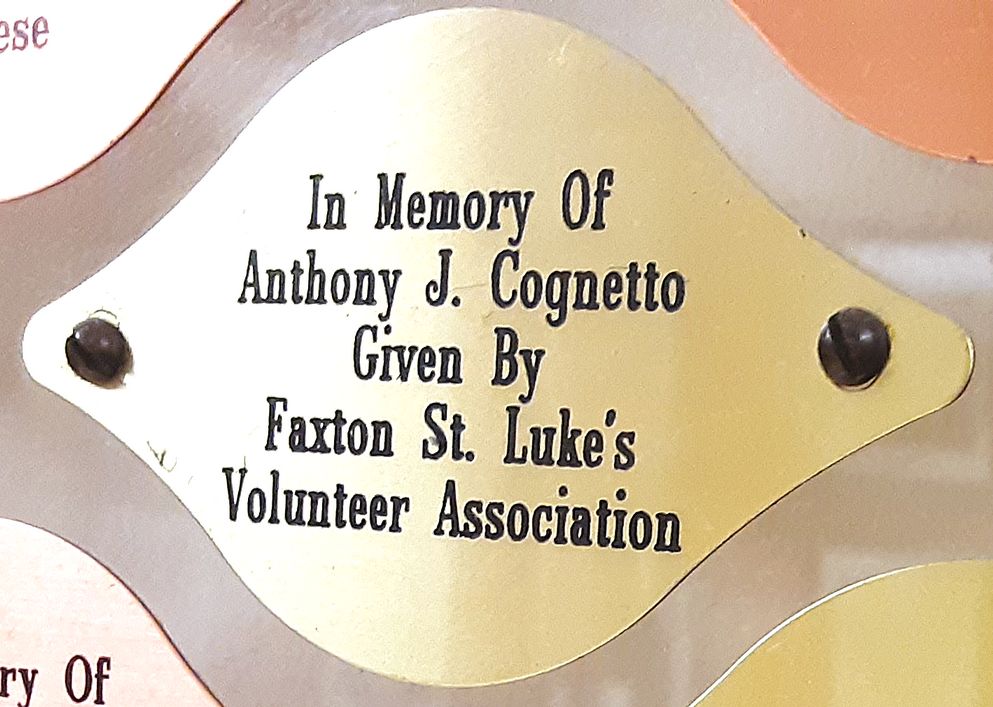 ese
In Memory Of
Anthony J. Cognetto
Given By
Faxton St. Luke's
Volunteer Association
ry Of